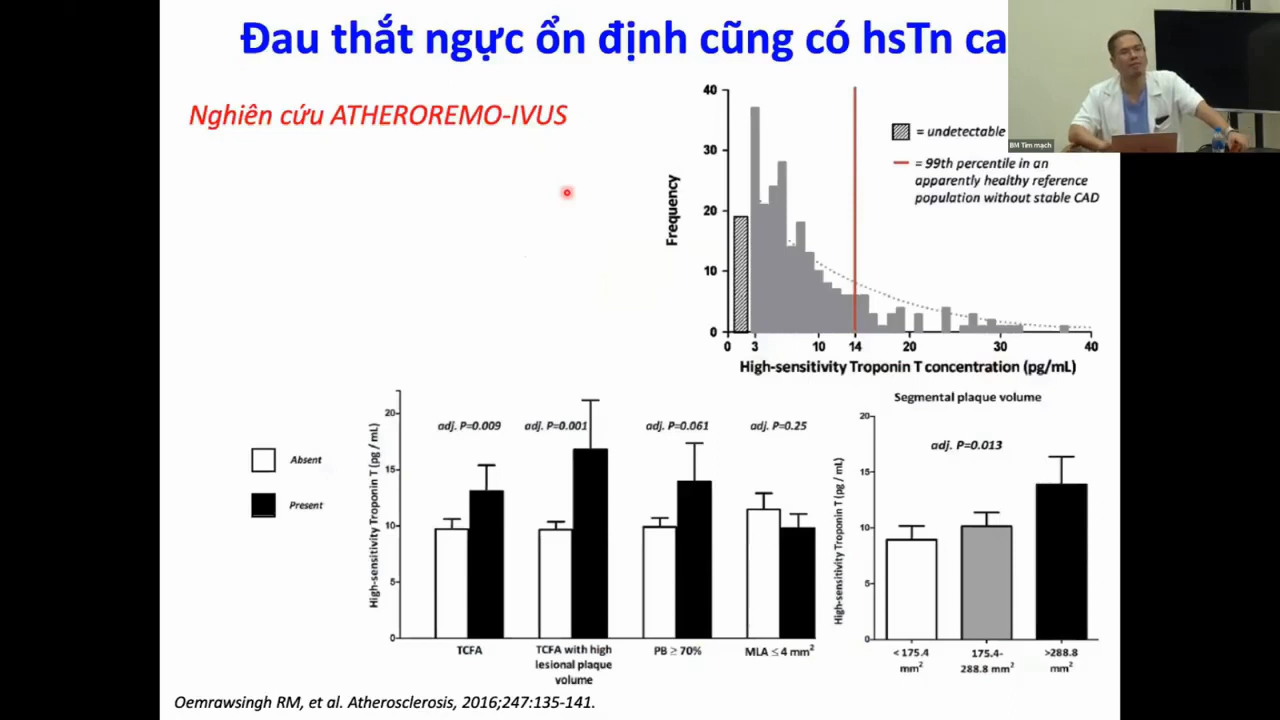 Đau thắt ngực ổn định cũng có hsTn ca
BM Tim mạch
Nghiên cứu ATHEROREMO-IVUS
40
30
20
10
0
Frequency
= undetectable
= 99th percentile in an
apparently healthy reference
population without stable CAD
0 3 10 14 20 30 40
High-sensitivity Troponin T concentration (pg/mL)
Absent
Present
High-sensitivity Troponin T (pg / mL)
20
15
10
5
0
adj. P=0.009 adj. P=0.001 adj. P=0.061 adj. P=0.25
TCFA
TCFA with high
lesional plaque
volume
PB ≥ 70%
MLA ≤ 4 mm²
Segmental plaque volume
adj. P=0.013
High-sensitivity Troponin T (pg / mL)
20
15
10
5
0
< 175.4
mm²
175.4-
288.8 mm²
>288.8
mm²
Oemrawsingh RM, et al. Atherosclerosis, 2016;247:135-141.